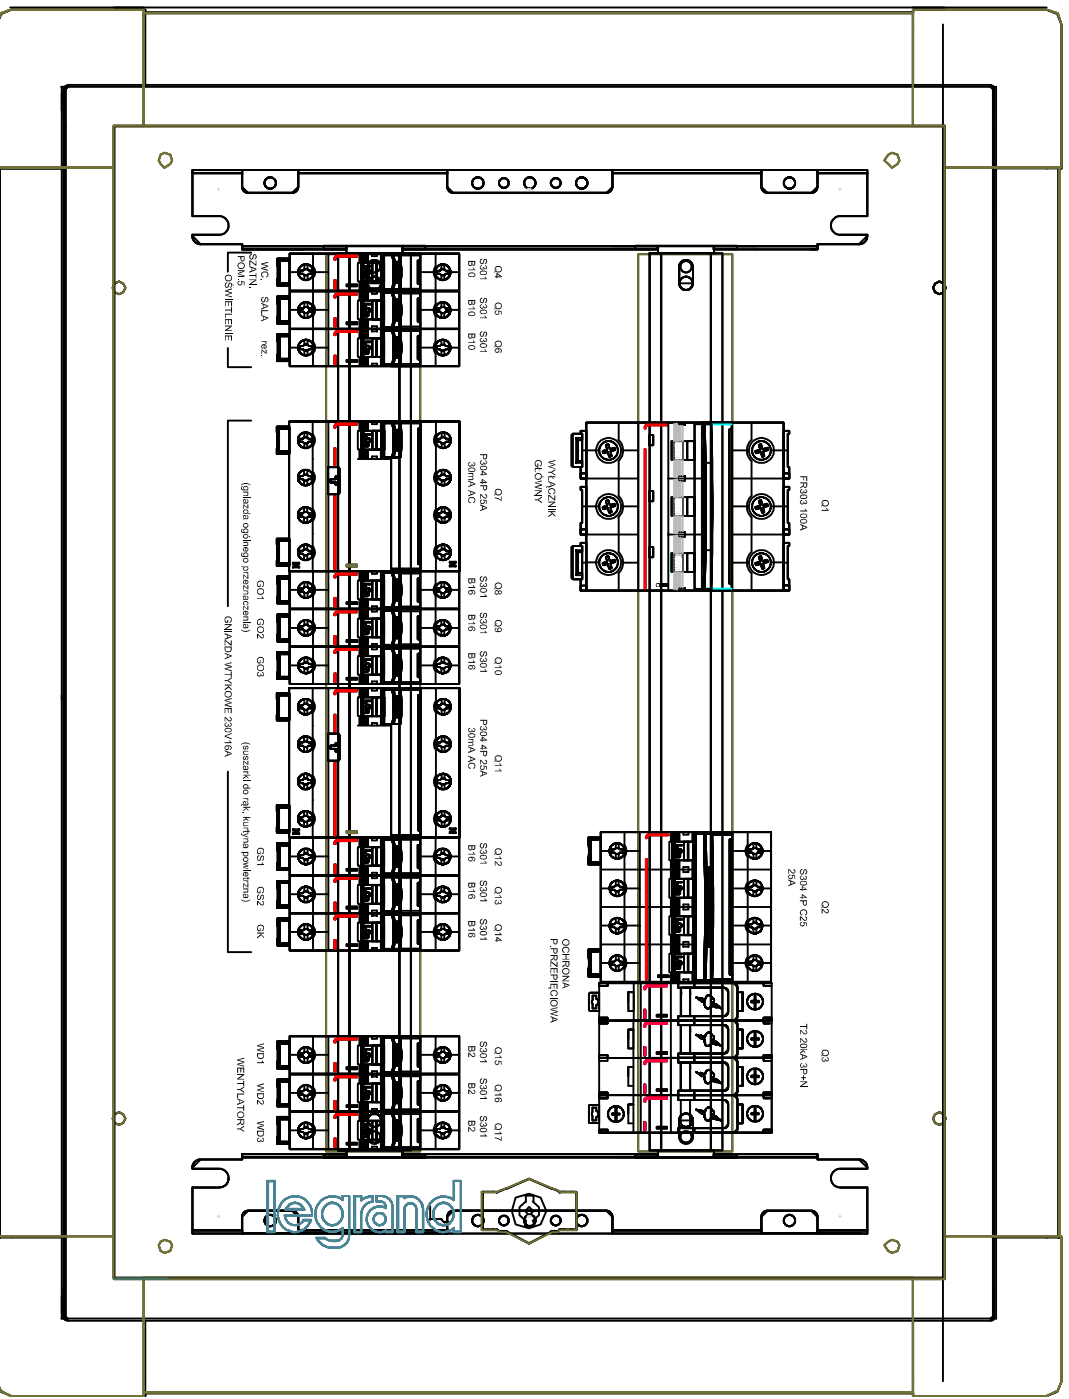 Q1
FR303 100A
WYŁĄCZNIK
GŁÓWNY
Q2
S304 4P C25
25A
Q3
T2 20kA 3P+N
OCHRONA
P.PRZEPIĘCIOWA
Q4
S301
B10
Q5
S301
B10
Q6
S301
B10
Q7
P304 4P 25A
30mA AC
Q8
S301
B16
Q9
S301
B16
Q10
S301
B16
Q11
P304 4P 25A
30mA AC
Q12
S301
B16
Q13
S301
B16
Q14
S301
B16
Q15
S301
B2
Q16
S301
B2
Q17
S301
B2
N
N
N
N
WC,
SZATN.
POM.5
SALA
rez.
OŚWIETLENIE
GO1
GO2
GO3
(gniazda ogólnego przeznaczenia)
GNIAZDA WTYKOWE 230V16A
GS1
GS2
GK
(suszarki do rąk, kurtyna powietrzna)
WD1
WD2
WD3
WENTYLATORY
legrand